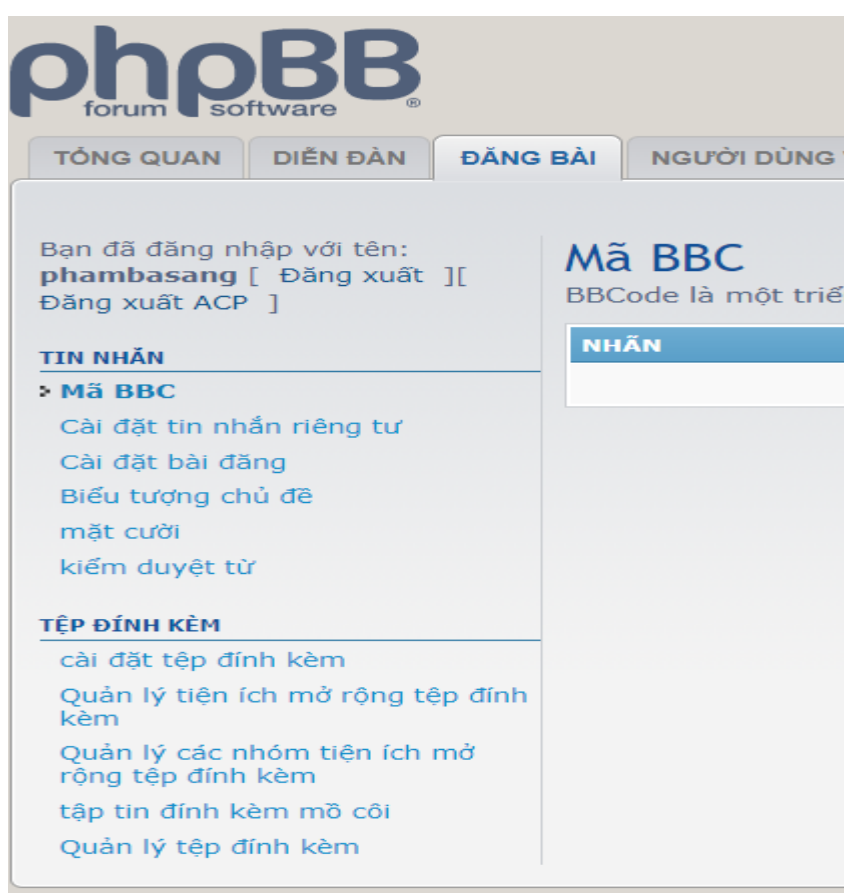 phpBB
forum software ®
TỔNG QUAN DIỄN ĐÀN ĐĂNG BÀI NGƯỜI DÙNG
Bạn đã đăng nhập với tên:
phambasang [ Đăng xuất ][
Đăng xuất ACP ]
TIN NHẮN
Mã BBC
Cài đặt tin nhắn riêng tư
Cài đặt bài đăng
Biểu tượng chủ đề
mặt cười
kiểm duyệt từ
TỆP ĐÍNH KÈM
cài đặt tệp đính kèm
Quản lý tiện ích mở rộng tệp đính
kèm
Quản lý các nhóm tiện ích mở
rộng tệp đính kèm
tập tin đính kèm mồ côi
Quản lý tệp đính kèm
Mã BBC
BBCode là một
NHÃN